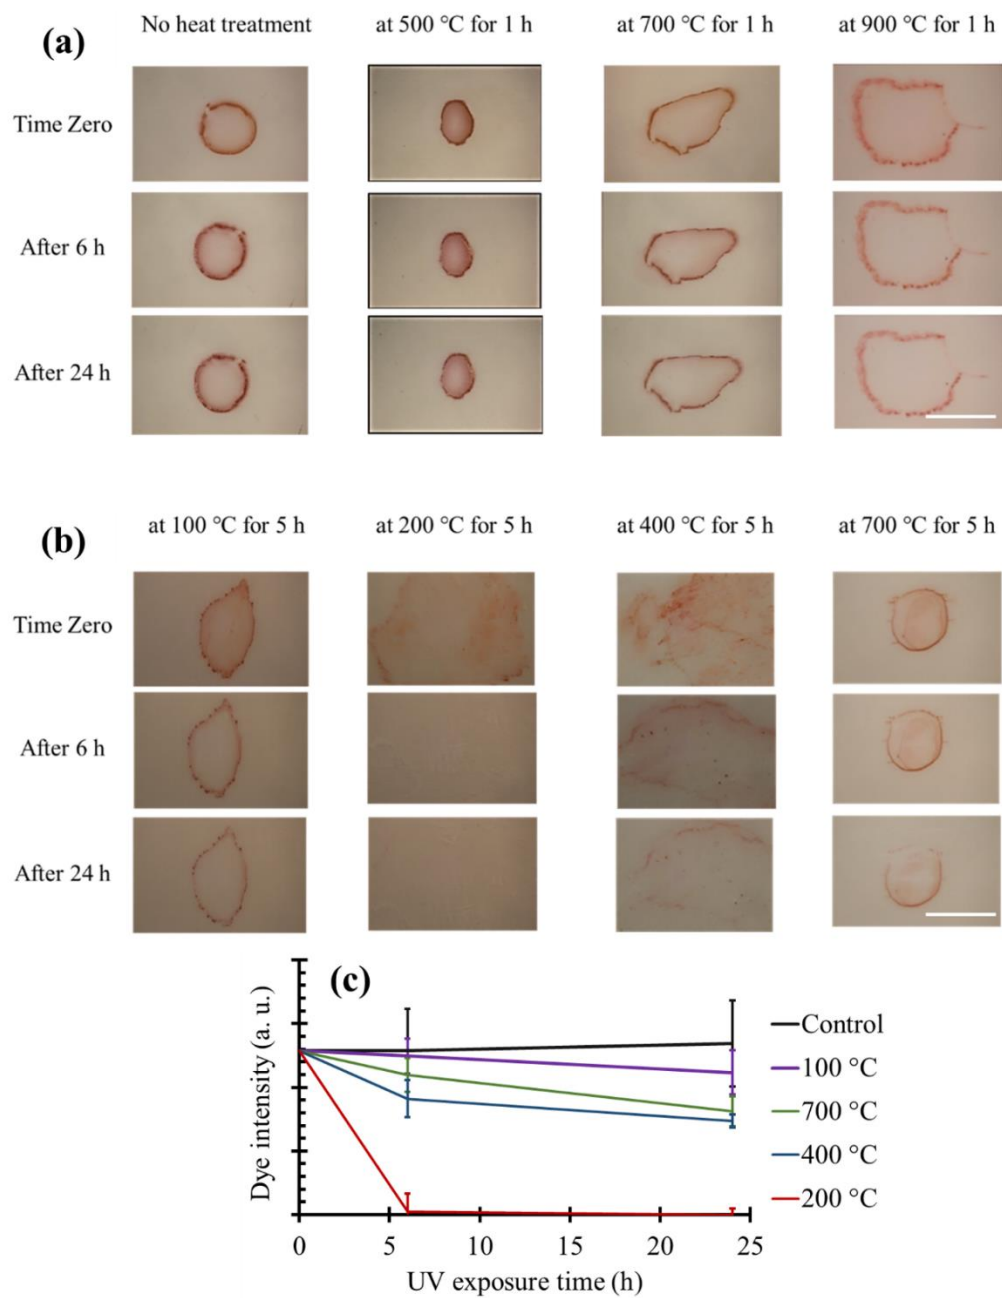 (a)
No heat treatment at 500 °C for 1 h at 700 °C for 1 h at 900 °C for 1 h
Time Zero
After 6 h
After 24 h
(b)
at 100 °C for 5 h at 200 °C for 5 h at 400 °C for 5 h at 700 °C for 5 h
Time Zero
After 6 h
After 24 h
(c)
Dye intensity (a. u.)
Control
100 °C
700 °C
400 °C
200 °C
0 5 10 15 20 25
UV exposure time (h)